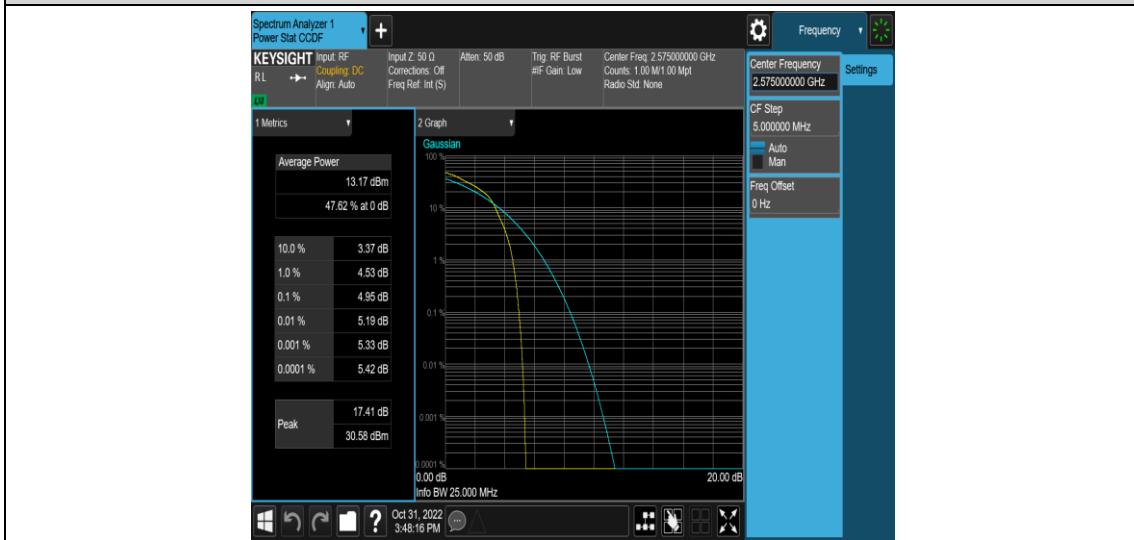 Spectrum Analyzer 1
Power Stat CCDF
+
Frequency
KEYSIGHT
RL
LNI
Input: RF
Coupling: DC
Align: Auto
Input Z: 50 Ω
Corrections: Off
Freq Ref: Int (S)
Atten: 50 dB
Trig: RF Burst
#IF Gain: Low
Center Freq: 2.575000000 GHz
Counts: 1.00 M/1.00 Mpt
Radio Std: None
Center Frequency
2.575000000 GHz
Settings
CF Step
5.000000 MHz
Auto
Man
Freq Offset
0 Hz
1 Metrics
Average Power
13.17 dBm
47.62 % at 0 dB
10.0 % 3.37 dB
1.0 % 4.53 dB
0.1 % 4.95 dB
0.01 % 5.19 dB
0.001 % 5.33 dB
0.0001 % 5.42 dB
Peak 17.41 dB
30.58 dBm
2 Graph
Gaussian
100 %
10 %
1 %
0.1 %
0.01 %
0.001 %
0.0001 %
0.00 dB 20.00 dB
Info BW 25.000 MHz
?
Oct 31, 2022
3:48:16 PM